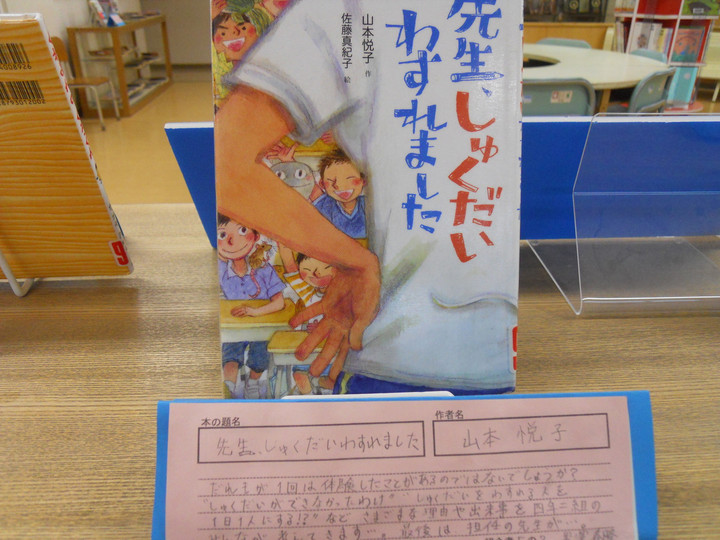 先生、しゅくだい
わすれました
山本悦子 作
佐藤真紀子 絵
9
本の題名
先生、しゅくだいわすれました
作者名
山本 悦子
だれもが1回は体験したことがあるのではないでしょうか?
"しゅくだいができなかったわけ" しゅくだいをわすれる人を
1日1人にする!?"など さまざまな理由や出来事を 四年二組の
みんなが考えてきます…。最後は担任の先生が…。